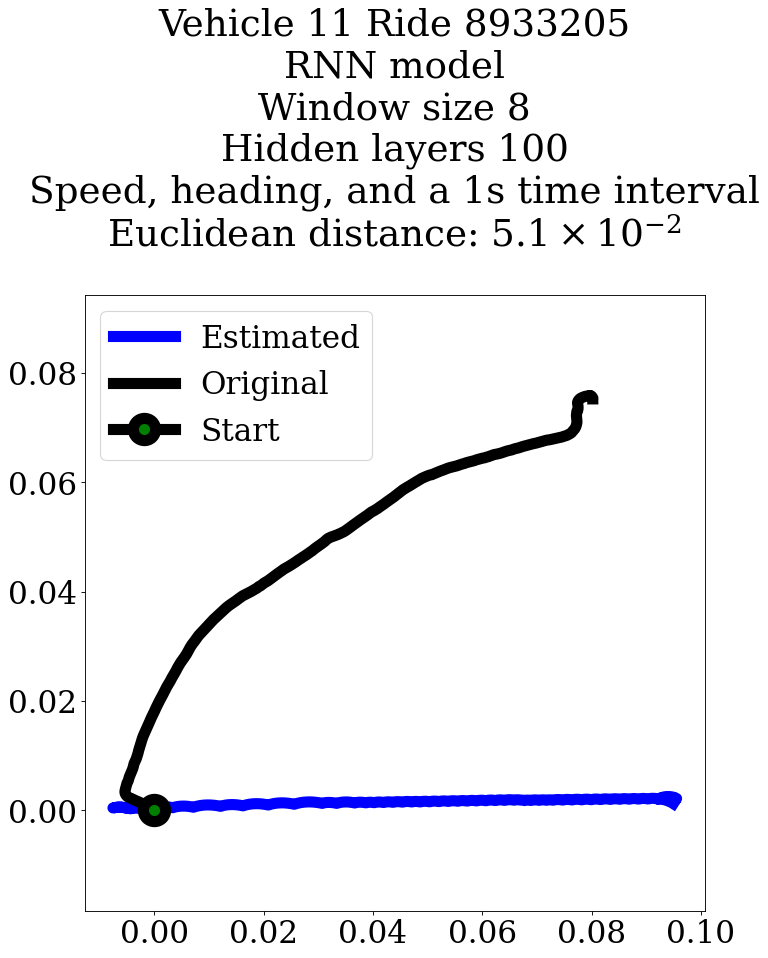 Vehicle 11 Ride 8933205
RNN model
Window size 8
Hidden layers 100
Speed, heading, and a 1s time interval
Euclidean distance: 5.1 × 10⁻²
Estimated
Original
Start
0.08
0.06
0.04
0.02
0.00
0.00 0.02 0.04 0.06 0.08 0.10